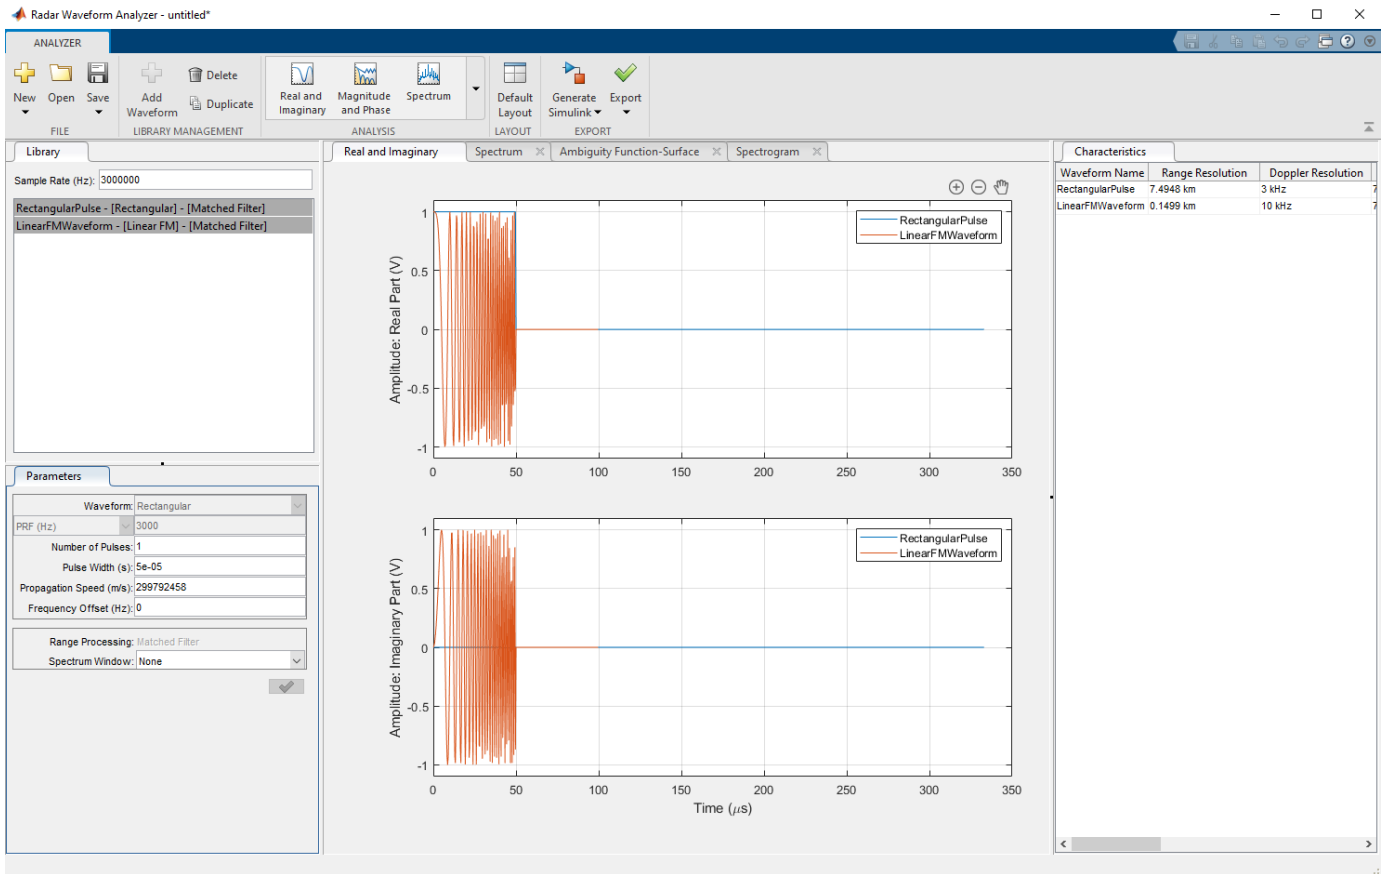 Radar Waveform Analyzer - untitled*
ANALYZER
New
Open
Save
Add Waveform
Delete
Duplicate
Real and Imaginary
Magnitude and Phase
Spectrum
Default Layout
Generate Simulink
Export
FILE
LIBRARY MANAGEMENT
ANALYSIS
LAYOUT
EXPORT
Library
Sample Rate (Hz): 3000000
RectangularPulse - [Rectangular] - [Matched Filter]
LinearFMWaveform - [Linear FM] - [Matched Filter]
Parameters
Waveform: Rectangular
PRF (Hz) 3000
Number of Pulses: 1
Pulse Width (s): 5e-05
Propagation Speed (m/s): 299792458
Frequency Offset (Hz): 0
Range Processing: Matched Filter
Spectrum Window: None
Real and Imaginary
Spectrum
Ambiguity Function-Surface
Spectrogram
RectangularPulse
LinearFMWaveform
Amplitude: Real Part (V)
1
0.5
0
-0.5
-1
0 50 100 150 200 250 300 350
RectangularPulse
LinearFMWaveform
Amplitude: Imaginary Part (V)
1
0.5
0
-0.5
-1
0 50 100 150 200 250 300 350
Time (μs)
Characteristics
Waveform Name Range Resolution Doppler Resolution
RectangularPulse 7.4948 km 3 kHz
LinearFMWaveform 0.1499 km 10 kHz